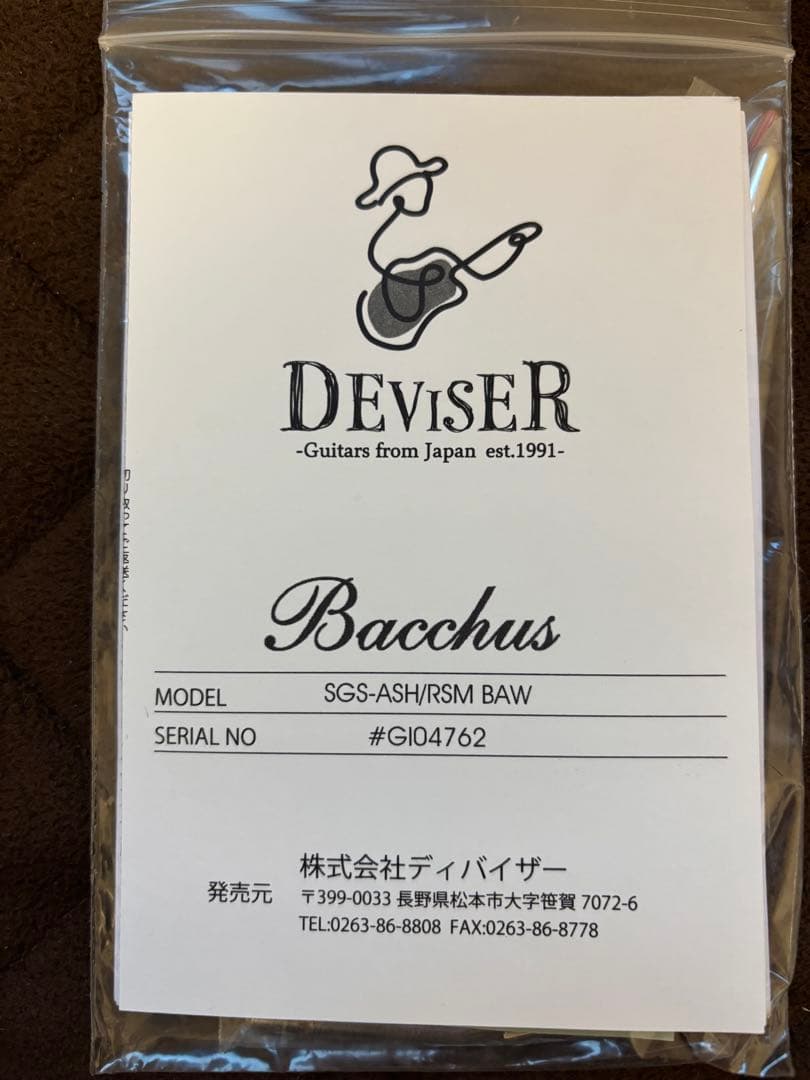 DEVISER
-Guitars from Japan est.1991-
Bacchus
MODEL SGS-ASH/RSM BAW
SERIAL NO #GI04762
発売元
株式会社ディバイザー
〒399-0033 長野県松本市大字笹賀 7072-6
TEL:0263-86-8808 FAX:0263-86-8778